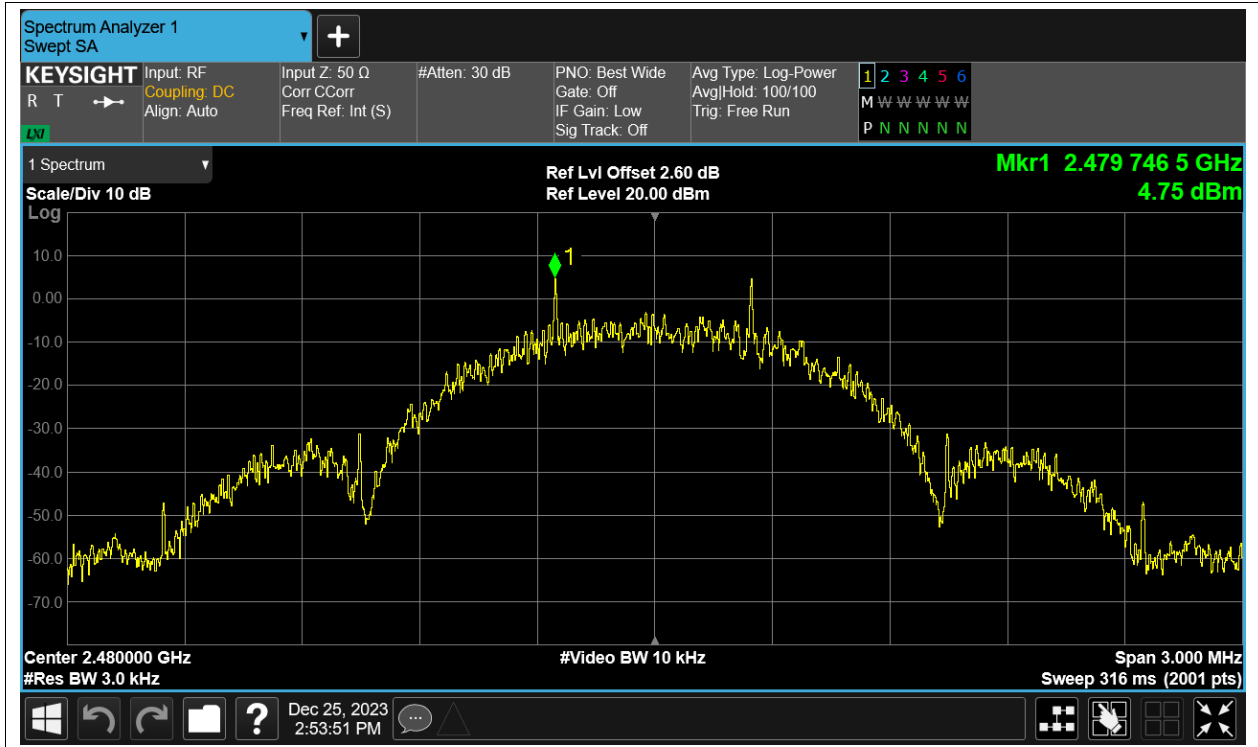 Spectrum Analyzer 1
Swept SA
+
KEYSIGHT
R T
LXI
Input: RF
Coupling: DC
Align: Auto
Input Z: 50 Ω
Corr CCorr
Freq Ref: Int (S)
#Atten: 30 dB
PNO: Best Wide
Gate: Off
IF Gain: Low
Sig Track: Off
Avg Type: Log-Power
Avg|Hold: 100/100
Trig: Free Run
1 2 3 4 5 6
M W W W W W
P N N N N N
1 Spectrum
Scale/Div 10 dB
Log
Ref Lvl Offset 2.60 dB
Ref Level 20.00 dBm
Mkr1 2.479 746 5 GHz
4.75 dBm
1
10.0
0.00
-10.0
-20.0
-30.0
-40.0
-50.0
-60.0
-70.0
Center 2.480000 GHz
#Res BW 3.0 kHz
#Video BW 10 kHz
Span 3.000 MHz
Sweep 316 ms (2001 pts)
?
Dec 25, 2023
2:53:51 PM